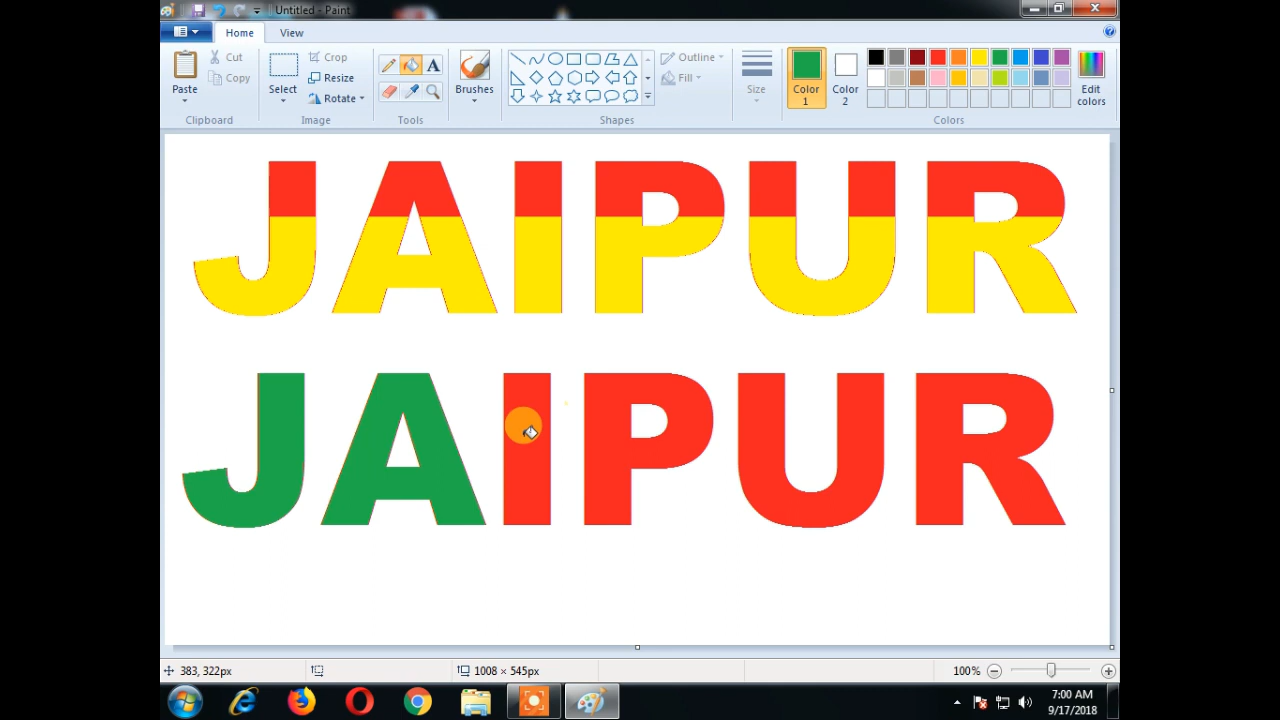 Untitled - Paint
Home View
Paste
Cut
Copy
Clipboard
Select
Crop
Resize
Rotate
Image
A
Tools
Brushes
Outline
Fill
Shapes
Size
Color 1
Color 2
Edit colors
Colors
JAIPUR
JAIPUR
383, 322px 1008 × 545px 100%
7:00 AM
9/17/2018